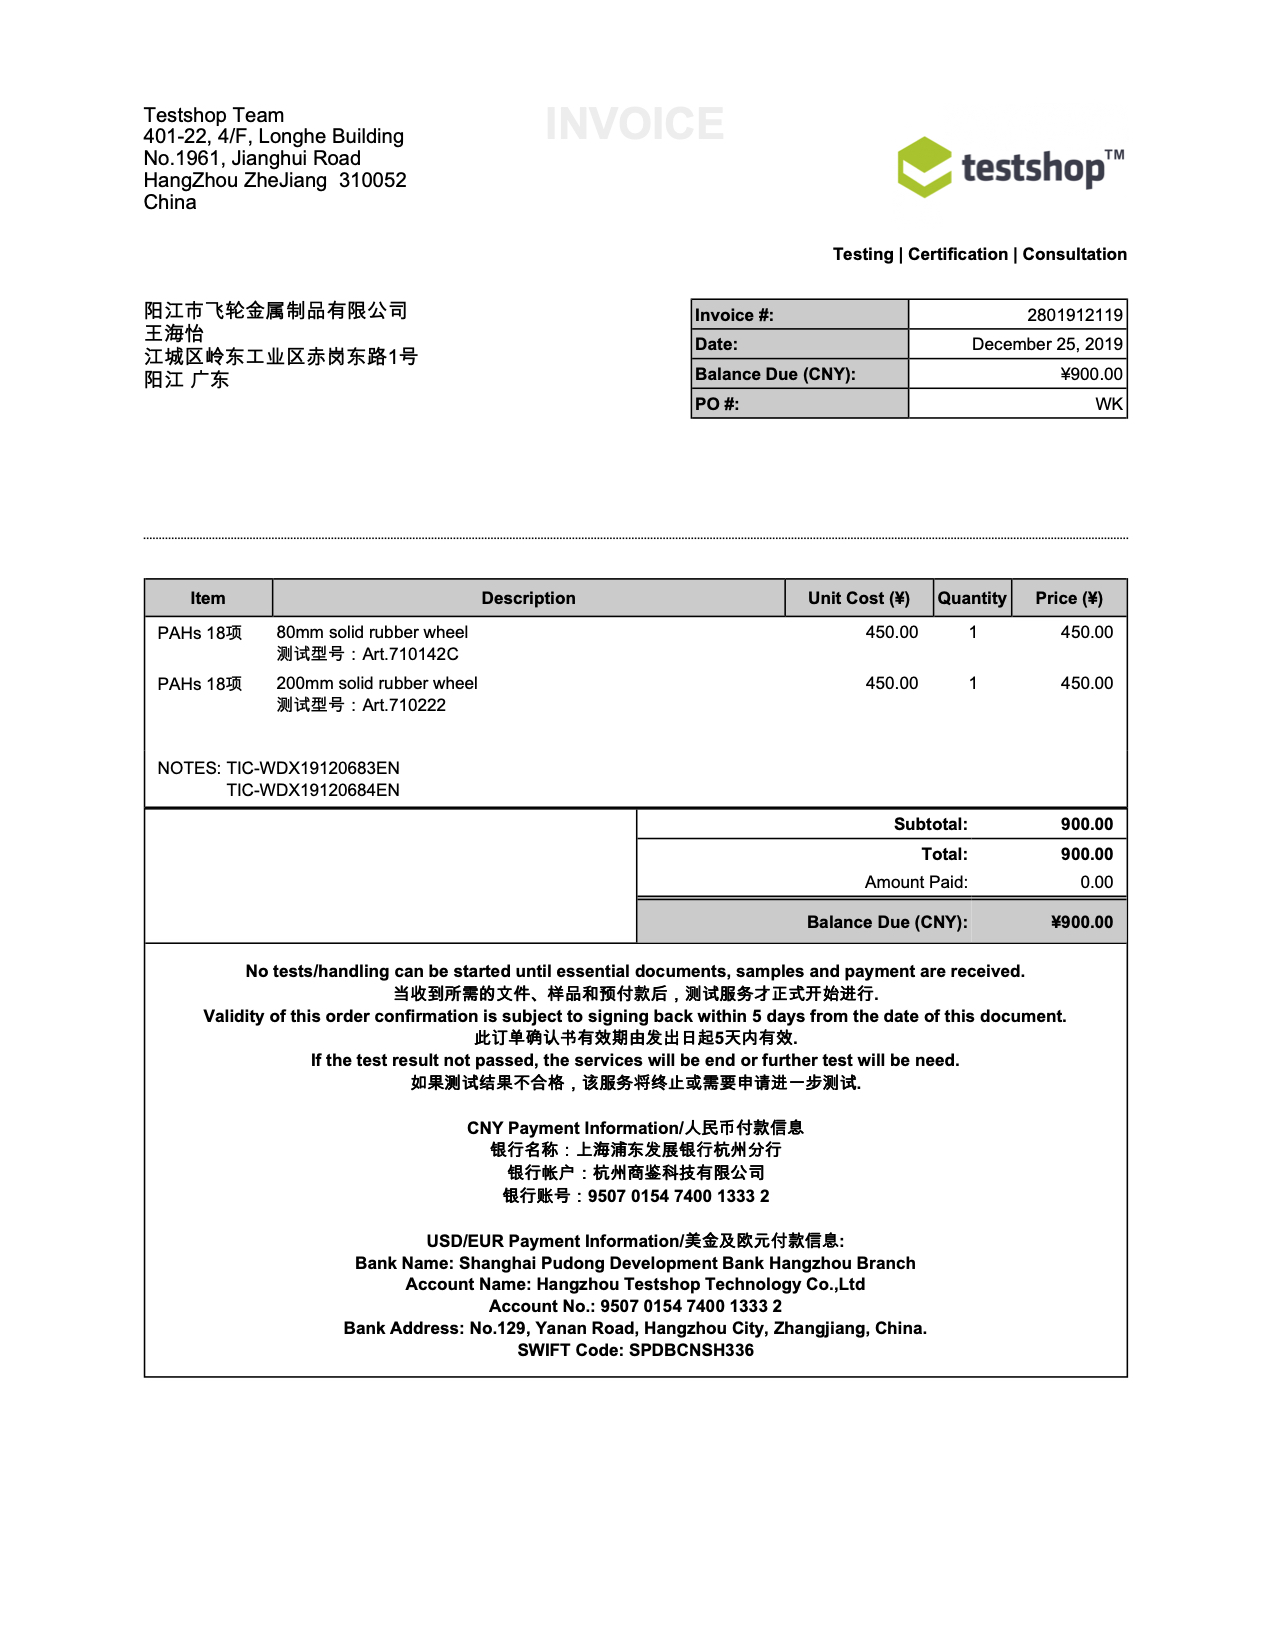 Testshop Team
401-22, 4/F, Longhe Building
No.1961, Jianghui Road
HangZhou ZheJiang  310052
China
INVOICE
testshop™
Testing | Certification | Consultation
阳江市飞轮金属制品有限公司
王海怡
江城区岭东工业区赤岗东路1号
阳江 广东
Invoice #: 2801912119
Date: December 25, 2019
Balance Due (CNY): ¥900.00
PO #: WK
Item Description Unit Cost (¥) Quantity Price (¥)
PAHs 18项 80mm solid rubber wheel 450.00 1 450.00
测试型号：Art.710142C
PAHs 18项 200mm solid rubber wheel 450.00 1 450.00
测试型号：Art.710222
NOTES: TIC-WDX19120683EN
TIC-WDX19120684EN
Subtotal: 900.00
Total: 900.00
Amount Paid: 0.00
Balance Due (CNY): ¥900.00
No tests/handling can be started until essential documents, samples and payment are received.
当收到所需的文件、样品和预付款后，测试服务才正式开始进行.
Validity of this order confirmation is subject to signing back within 5 days from the date of this document.
此订单确认书有效期由发出日起5天内有效.
If the test result not passed, the services will be end or further test will be need.
如果测试结果不合格，该服务将终止或需要申请进一步测试.
CNY Payment Information/人民币付款信息
银行名称：上海浦东发展银行杭州分行
银行帐户：杭州商鉴科技有限公司
银行账号：9507 0154 7400 1333 2
USD/EUR Payment Information/美金及欧元付款信息:
Bank Name: Shanghai Pudong Development Bank Hangzhou Branch
Account Name: Hangzhou Testshop Technology Co.,Ltd
Account No.: 9507 0154 7400 1333 2
Bank Address: No.129, Yanan Road, Hangzhou City, Zhangjiang, China.
SWIFT Code: SPDBCNSH336